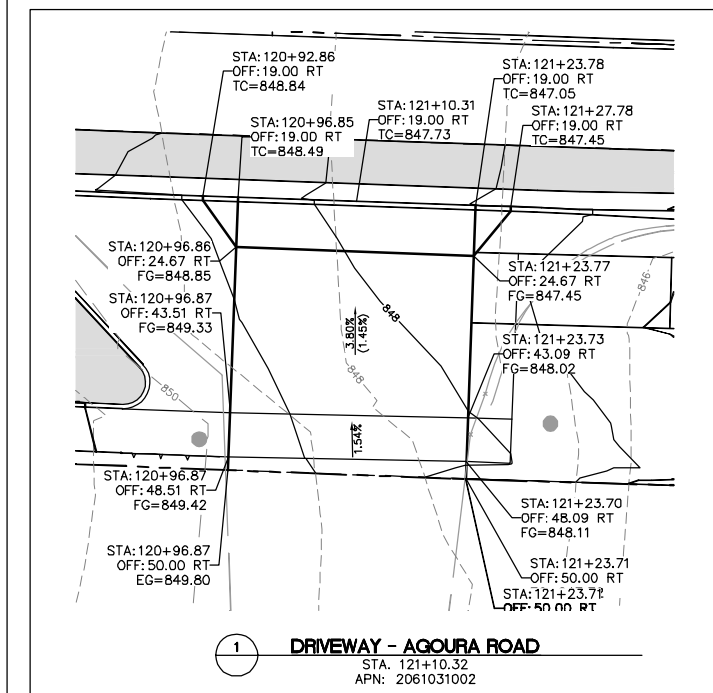 STA: 120+92.86
OFF: 19.00 RT
TC=848.84
STA: 120+96.85
OFF: 19.00 RT
TC=848.49
STA: 121+10.31
OFF: 19.00 RT
TC=847.73
STA: 121+23.78
OFF: 19.00 RT
TC=847.05
STA: 121+27.78
OFF: 19.00 RT
TC=847.45
STA: 120+96.86
OFF: 24.67 RT
FG=848.85
STA: 120+96.87
OFF: 43.51 RT
FG=849.33
STA: 121+23.77
OFF: 24.67 RT
FG=847.45
846
848
3.80%
(1.45%)
STA: 121+23.73
OFF: 43.09 RT
FG=848.02
848
850
1.54%
STA: 120+96.87
OFF: 48.51 RT
FG=849.42
STA: 121+23.70
OFF: 48.09 RT
FG=848.11
STA: 120+96.87
OFF: 50.00 RT
EG=849.80
STA: 121+23.71
OFF: 50.00 RT
STA: 121+23.71
OFF: 50.00 RT
1
DRIVEWAY - AGOURA ROAD
STA. 121+10.32
APN: 2061031002